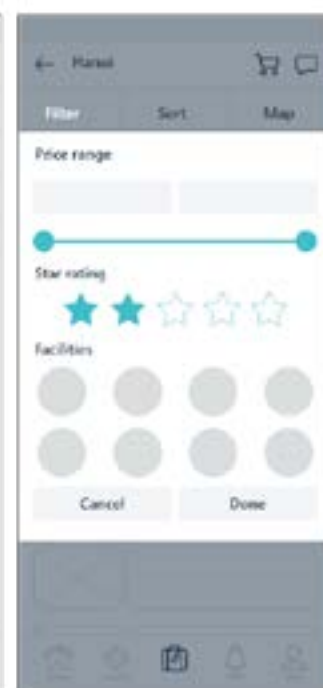 Hanoi
Filter Sort Map
Price range
Star rating
Facilities
Cancel Done